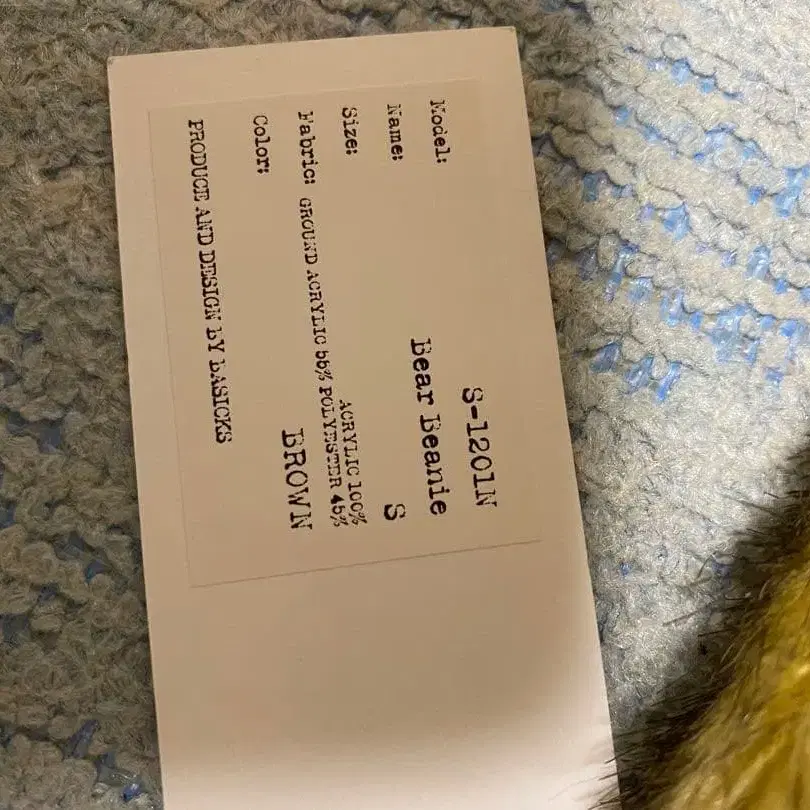 Model: S-1201N
Name: Bear Beanie
Size: S
Fabric: ACRYLIC 100%
GROUND ACRYLIC 55% POLYESTER 45%
Color: BROWN
PRODUCE AND DESIGN BY BASICKS